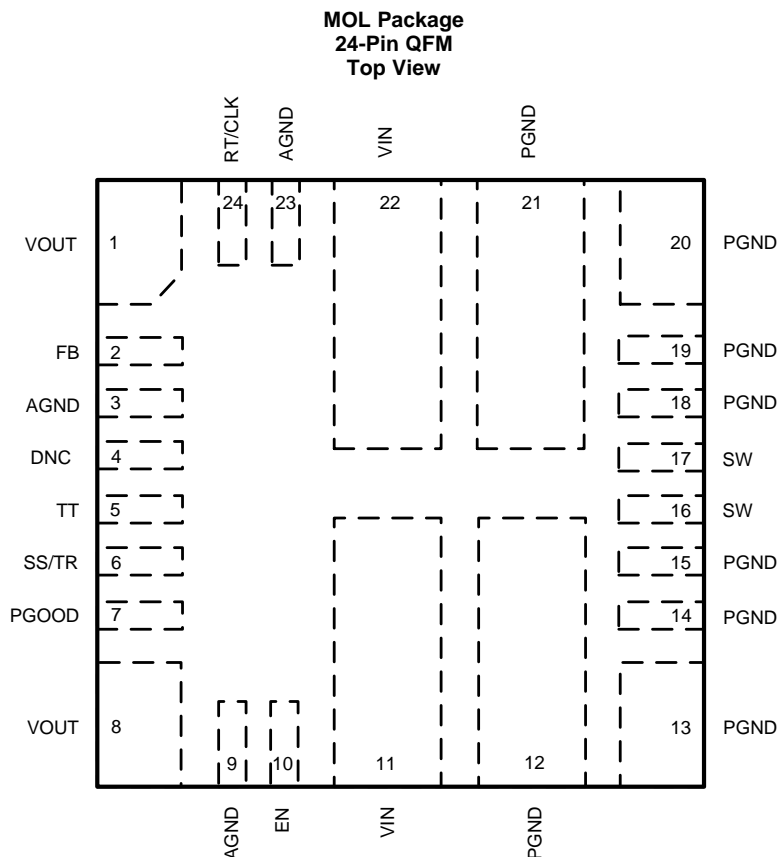 MOL Package
24-Pin QFM
Top View
RT/CLK
AGND
VIN
PGND
24
23
22
21
VOUT 1
20 PGND
FB 2
19 PGND
AGND 3
18 PGND
DNC 4
17 SW
TT 5
16 SW
SS/TR 6
15 PGND
PGOOD 7
14 PGND
VOUT 8
13 PGND
9
10
11
12
AGND
EN
VIN
PGND